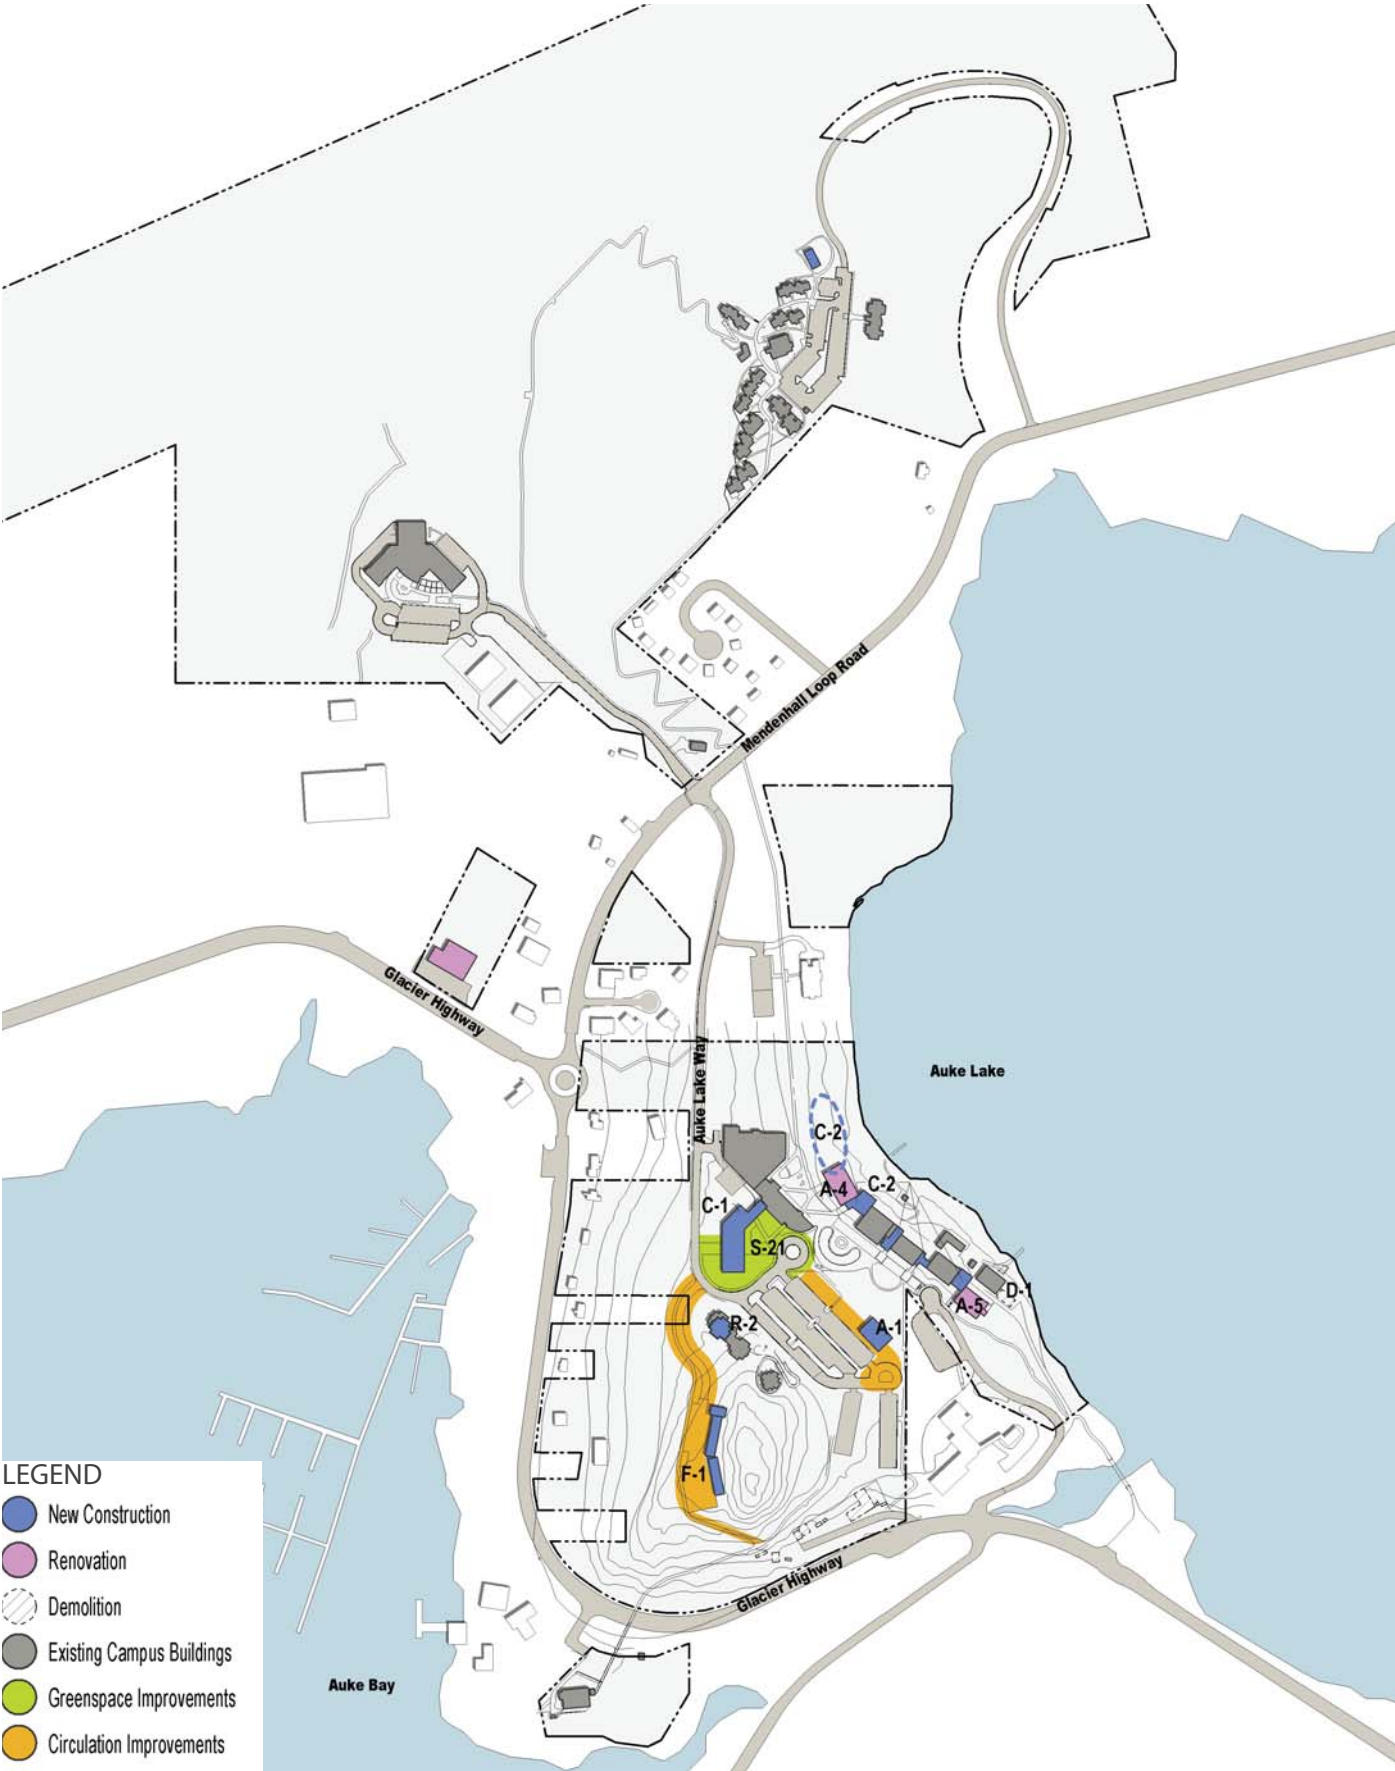 Mendenhall Loop Road
Glacier Highway
Auke Lake Way
Auke Lake
C-2
A-4
C-2
C-1
S-21
D-1
A-5
R-2
A-1
F-1
Glacier Highway
Auke Bay
LEGEND
New Construction
Renovation
Demolition
Existing Campus Buildings
Greenspace Improvements
Circulation Improvements